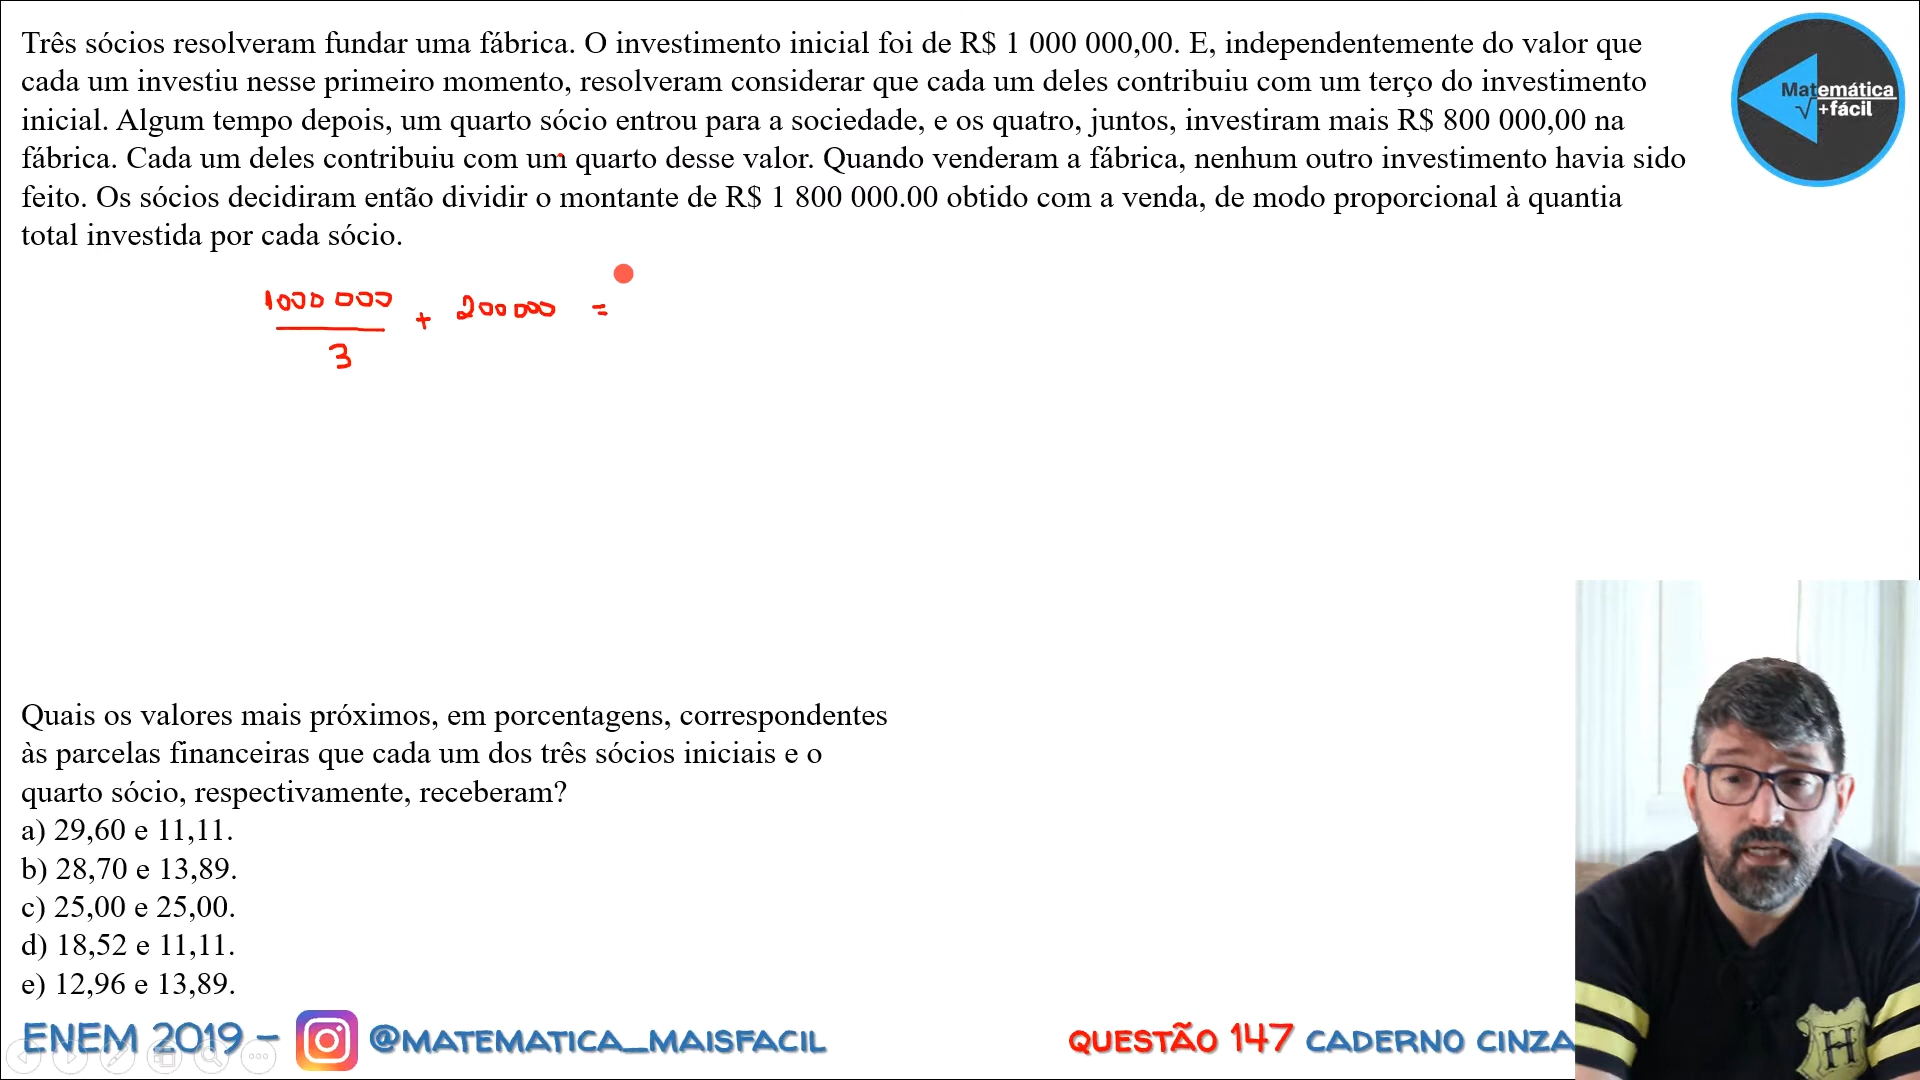 Três sócios resolveram fundar uma fábrica. O investimento inicial foi de R$ 1 000 000,00. E, independentemente do valor que
cada um investiu nesse primeiro momento, resolveram considerar que cada um deles contribuiu com um terço do investimento
inicial. Algum tempo depois, um quarto sócio entrou para a sociedade, e os quatro, juntos, investiram mais R$ 800 000,00 na
fábrica. Cada um deles contribuiu com um quarto desse valor. Quando venderam a fábrica, nenhum outro investimento havia sido
feito. Os sócios decidiram então dividir o montante de R$ 1 800 000.00 obtido com a venda, de modo proporcional à quantia
total investida por cada sócio.
Matemática
√ +fácil
1000 000 + 200 000 =
3
Quais os valores mais próximos, em porcentagens, correspondentes
às parcelas financeiras que cada um dos três sócios iniciais e o
quarto sócio, respectivamente, receberam?
a) 29,60 e 11,11.
b) 28,70 e 13,89.
c) 25,00 e 25,00.
d) 18,52 e 11,11.
e) 12,96 e 13,89.
ENEM 2019 - @MATEMATICA_MAISFACIL
QUESTÃO 147 CADERNO CINZA
H